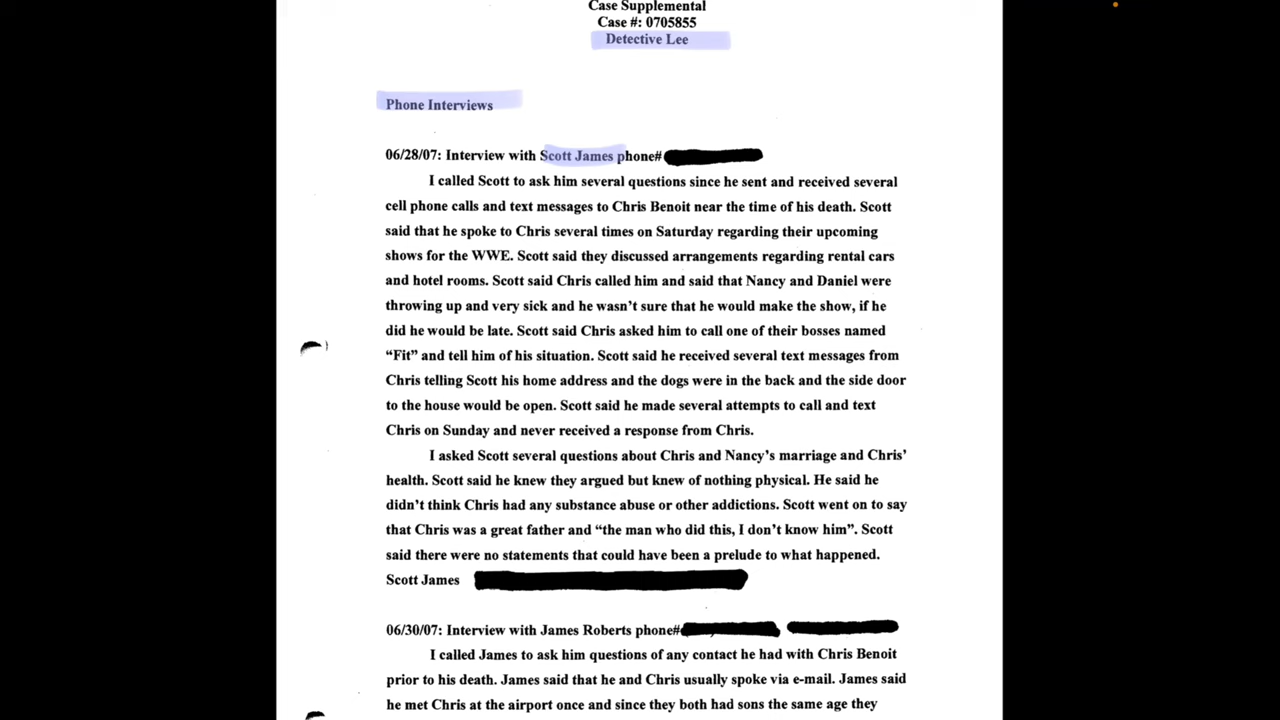 Case Supplemental
Case #: 0705855
Detective Lee
Phone Interviews
06/28/07: Interview with Scott James phone#
I called Scott to ask him several questions since he sent and received several
cell phone calls and text messages to Chris Benoit near the time of his death. Scott
said that he spoke to Chris several times on Saturday regarding their upcoming
shows for the WWE. Scott said they discussed arrangements regarding rental cars
and hotel rooms. Scott said Chris called him and said that Nancy and Daniel were
throwing up and very sick and he wasn’t sure that he would make the show, if he
did he would be late. Scott said Chris asked him to call one of their bosses named
“Fit” and tell him of his situation. Scott said he received several text messages from
Chris telling Scott his home address and the dogs were in the back and the side door
to the house would be open. Scott said he made several attempts to call and text
Chris on Sunday and never received a response from Chris.
I asked Scott several questions about Chris and Nancy’s marriage and Chris’
health. Scott said he knew they argued but knew of nothing physical. He said he
didn’t think Chris had any substance abuse or other addictions. Scott went on to say
that Chris was a great father and “the man who did this, I don’t know him”. Scott
said there were no statements that could have been a prelude to what happened.
Scott James
06/30/07: Interview with James Roberts phone#
I called James to ask him questions of any contact he had with Chris Benoit
prior to his death. James said that he and Chris usually spoke via e-mail. James said
he met Chris at the airport once and since they both had sons the same age they